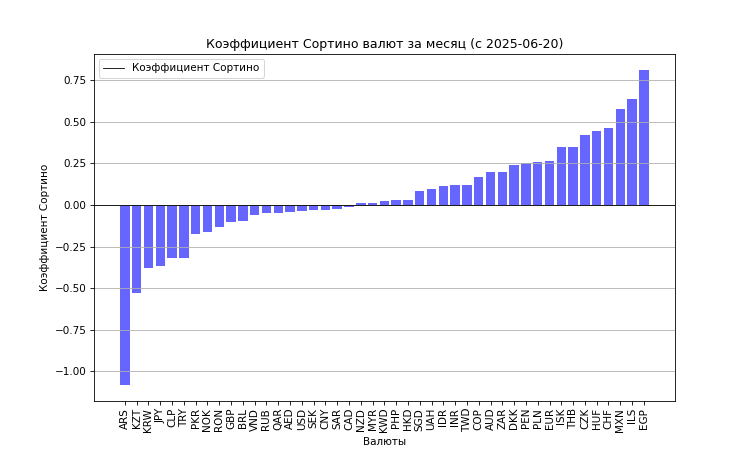 Коэффициент Сортино валют за месяц (с 2025-06-20)
Коэффициент Сортино
Коэффициент Сортино
0.75
0.50
0.25
0.00
−0.25
−0.50
−0.75
−1.00
ARS KZT KRW JPY CLP TRY PKR NOK RON GBP BRL VND RUB QAR AED USD SEK CNY SAR CAD NZD MYR KWD PHP HKD SGD UAH IDR INR TWD COP AUD ZAR DKK PEN PLN EUR ISK THB CZK HUF CHF MXN ILS EGP
Валюты